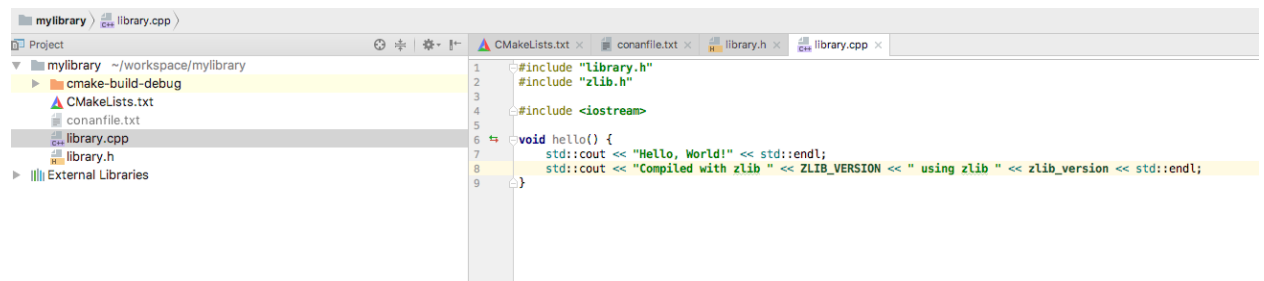 mylibrary library.cpp
Project
mylibrary ~/workspace/mylibrary
cmake-build-debug
CMakeLists.txt
conanfile.txt
library.cpp
library.h
External Libraries
CMakeLists.txt conanfile.txt library.h library.cpp
1 #include "library.h"
2 #include "zlib.h"
3
4 #include <iostream>
5
6 void hello() {
7 std::cout << "Hello, World!" << std::endl;
8 std::cout << "Compiled with zlib " << ZLIB_VERSION << " using zlib " << zlib_version << std::endl;
9 }